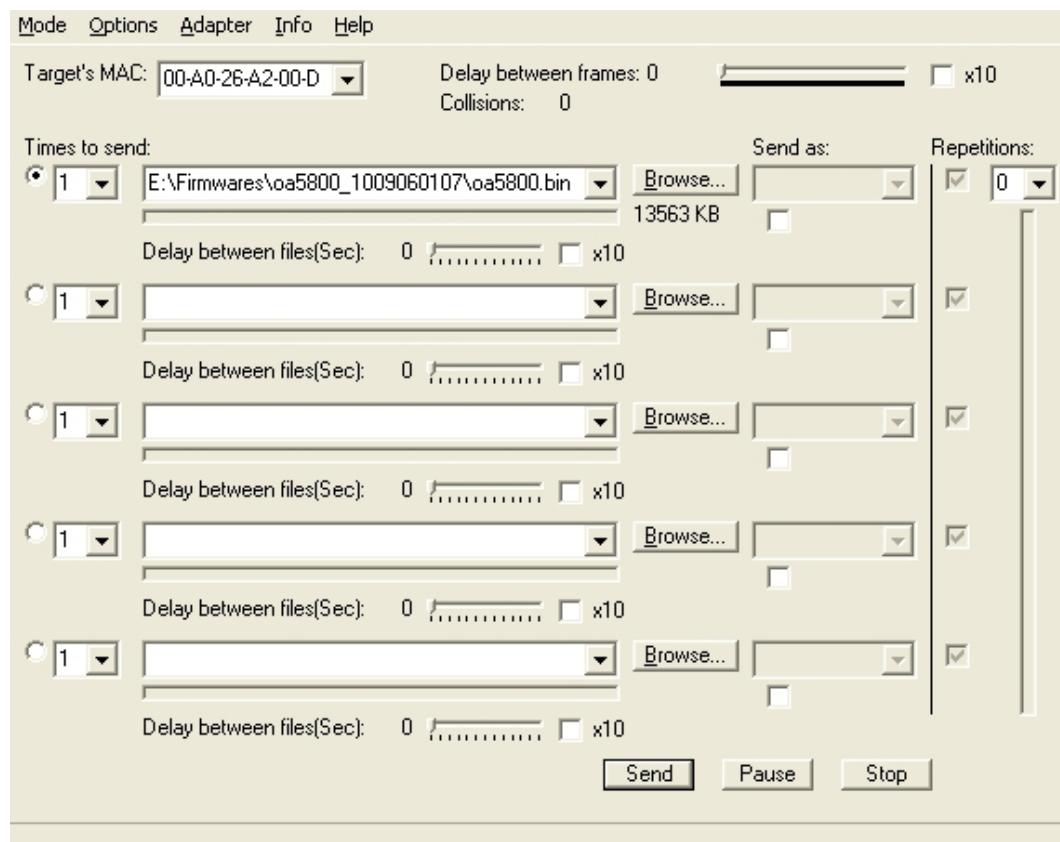 Mode Options Adapter Info Help
Target's MAC: 00-A0-26-A2-00-D Delay between frames: 0 x10
Collisions: 0
Times to send: Send as: Repetitions:
1 E:\Firmwares\oa5800_1009060107\oa5800.bin Browse... 0
13563 KB
Delay between files(Sec): 0 x10
1 Browse...
Delay between files(Sec): 0 x10
1 Browse...
Delay between files(Sec): 0 x10
1 Browse...
Delay between files(Sec): 0 x10
1 Browse...
Delay between files(Sec): 0 x10
Send Pause Stop